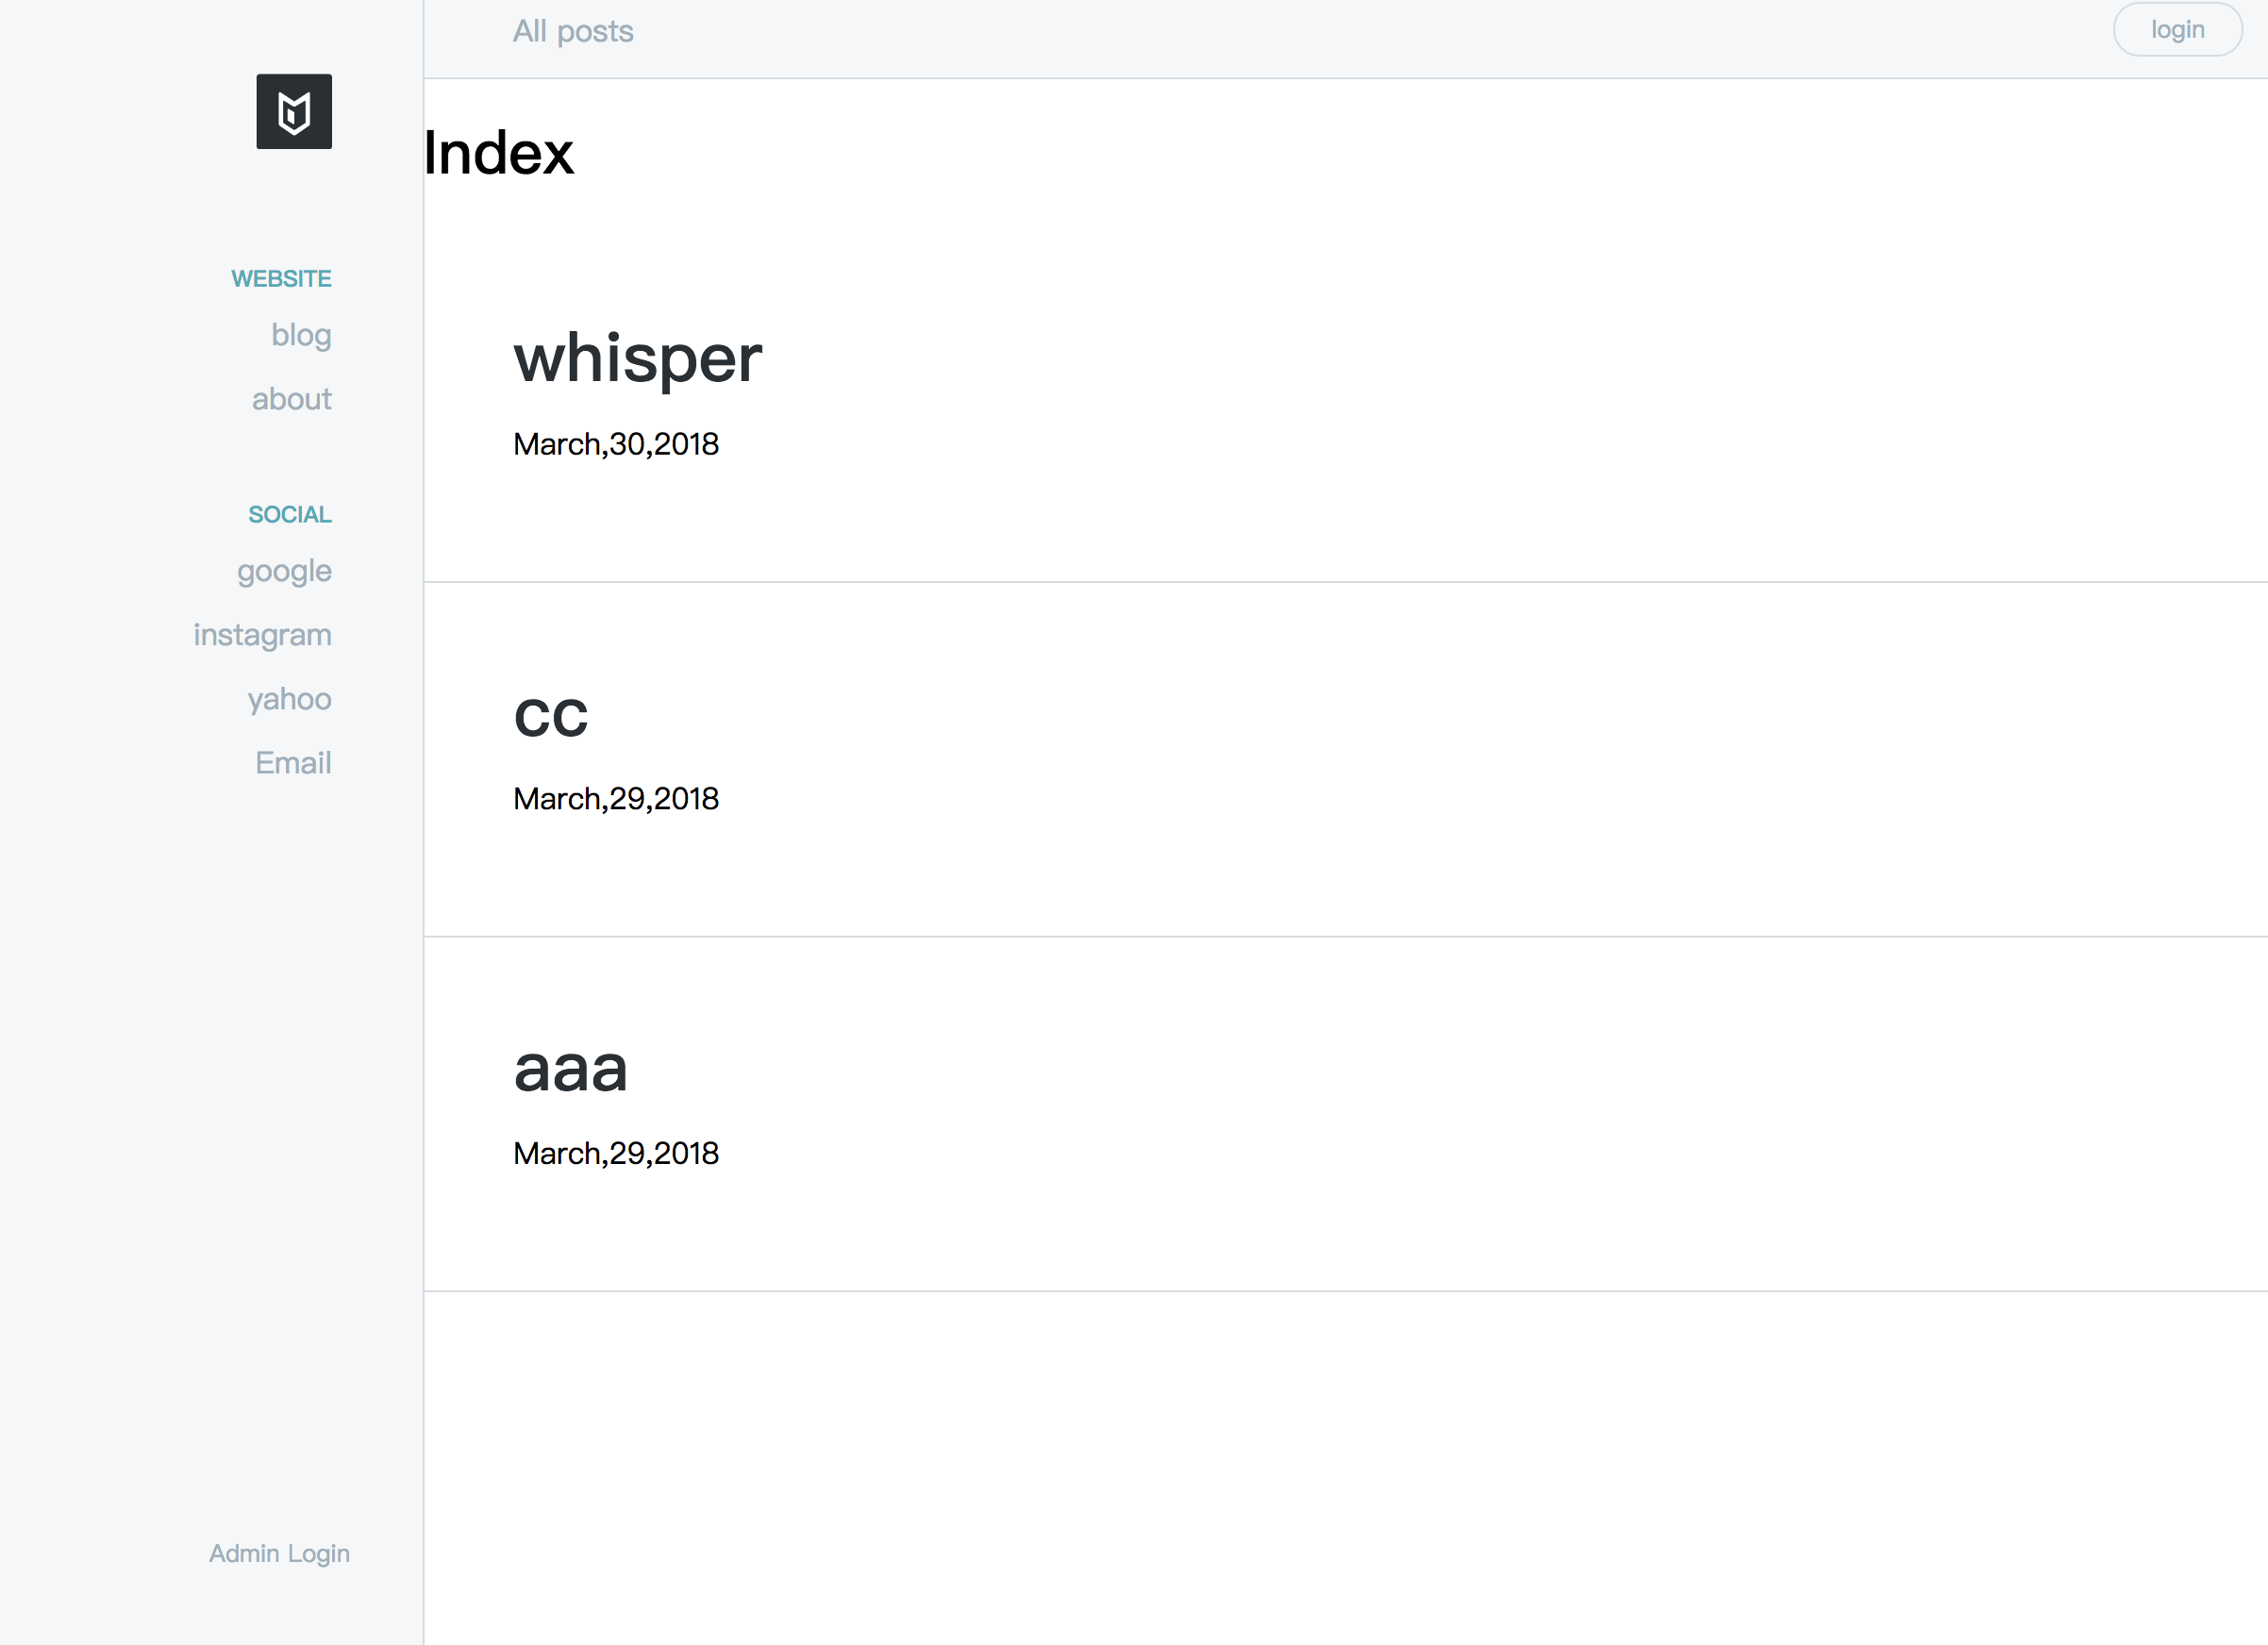 WEBSITE
blog
about
SOCIAL
google
instagram
yahoo
Email
Admin Login
All posts
login
Index
whisper
March,30,2018
cc
March,29,2018
aaa
March,29,2018